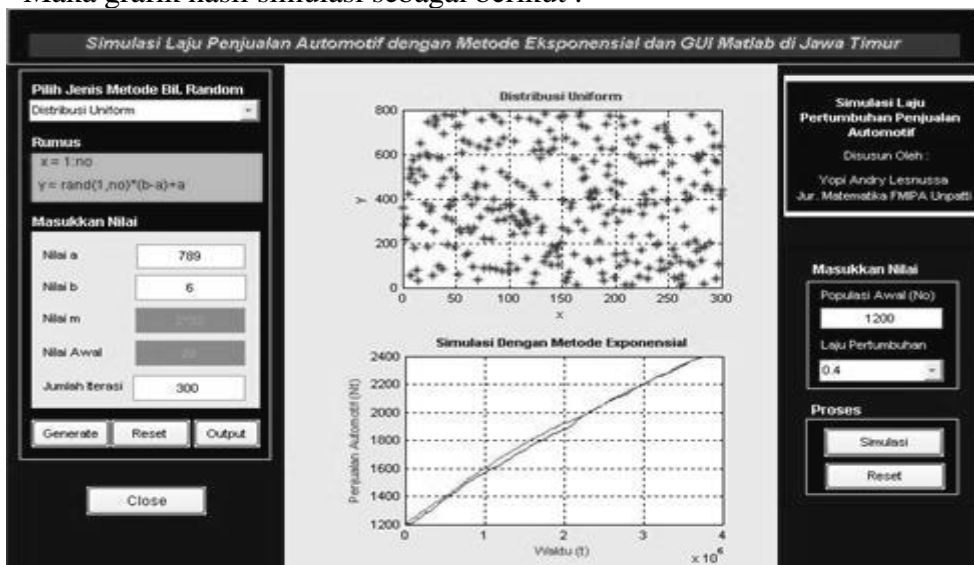 Maka grafik hasil simulasi sebagai berikut :
Simulasi Laju Penjualan Automotif dengan Metode Eksponensial dan GUI Matlab di Jawa Timur
Pilih Jenis Metode Bil. Random
Distribusi Uniform
Rumus
x = 1:no
y = rand(1,no)*(b-a)+a
Masukkan Nilai
Nilai a
789
Nilai b
6
Nilai m
Nilai Awal
Jumlah Iterasi
300
Generate
Reset
Output
Close
Distribusi Uniform
800
600
400
200
0
y
0 50 100 150 200 250 300
x
Simulasi Dengan Metode Exponensial
2400
2200
2000
1800
1600
1400
1200
Penjualan Automotif (Nt)
0 1 2 3 4
Waktu (t)
x 10^6
Simulasi Laju
Pertumbuhan Penjualan
Automotif
Disusun Oleh :
Yopi Andry Lesnussa
Jur. Matematika FMIPA Unpatti
Masukkan Nilai
Populasi Awal (No)
1200
Laju Pertumbuhan
0.4
Proses
Simulasi
Reset